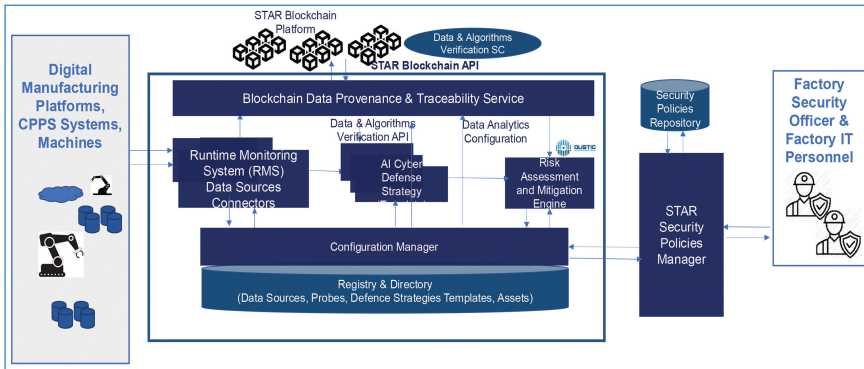 STAR Blockchain
Platform
Data & Algorithms
Verification SC
STAR Blockchain API
Digital
Manufacturing
Platforms,
CPPS Systems,
Machines
Blockchain Data Provenance & Traceability Service
Data & Algorithms
Verification API
Data Analytics
Configuration
Runtime Monitoring
System (RMS)
Data Sources
Connectors
AI Cyber
Defense
Strategy
Risk
Assessment
and Mitigation
Engine
Configuration Manager
Registry & Directory
(Data Sources, Probes, Defence Strategies Templates, Assets)
Security
Policies
Repository
STAR
Security
Policies
Manager
Factory
Security
Officer &
Factory IT
Personnel